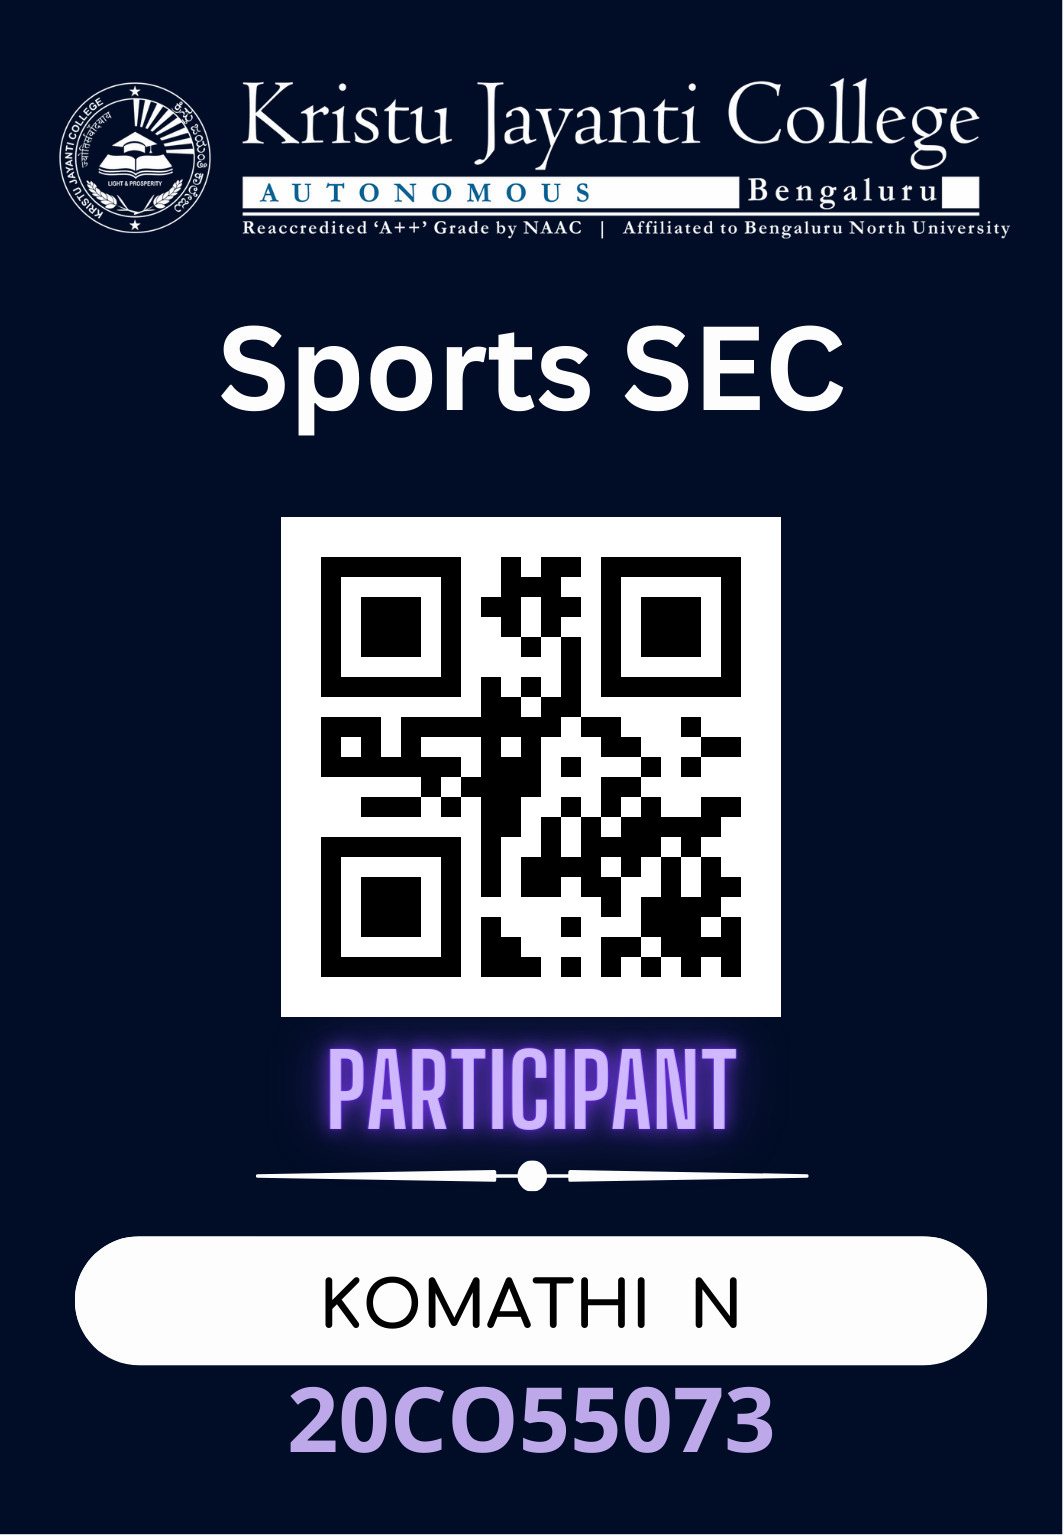 KRISTU JAYANTI COLLEGE
LIGHT & PROSPERITY
Kristu Jayanti College
AUTONOMOUS Bengaluru
Reaccredited ‘A++’ Grade by NAAC | Affiliated to Bengaluru North University
Sports SEC
PARTICIPANT
KOMATHI N
20CO55073